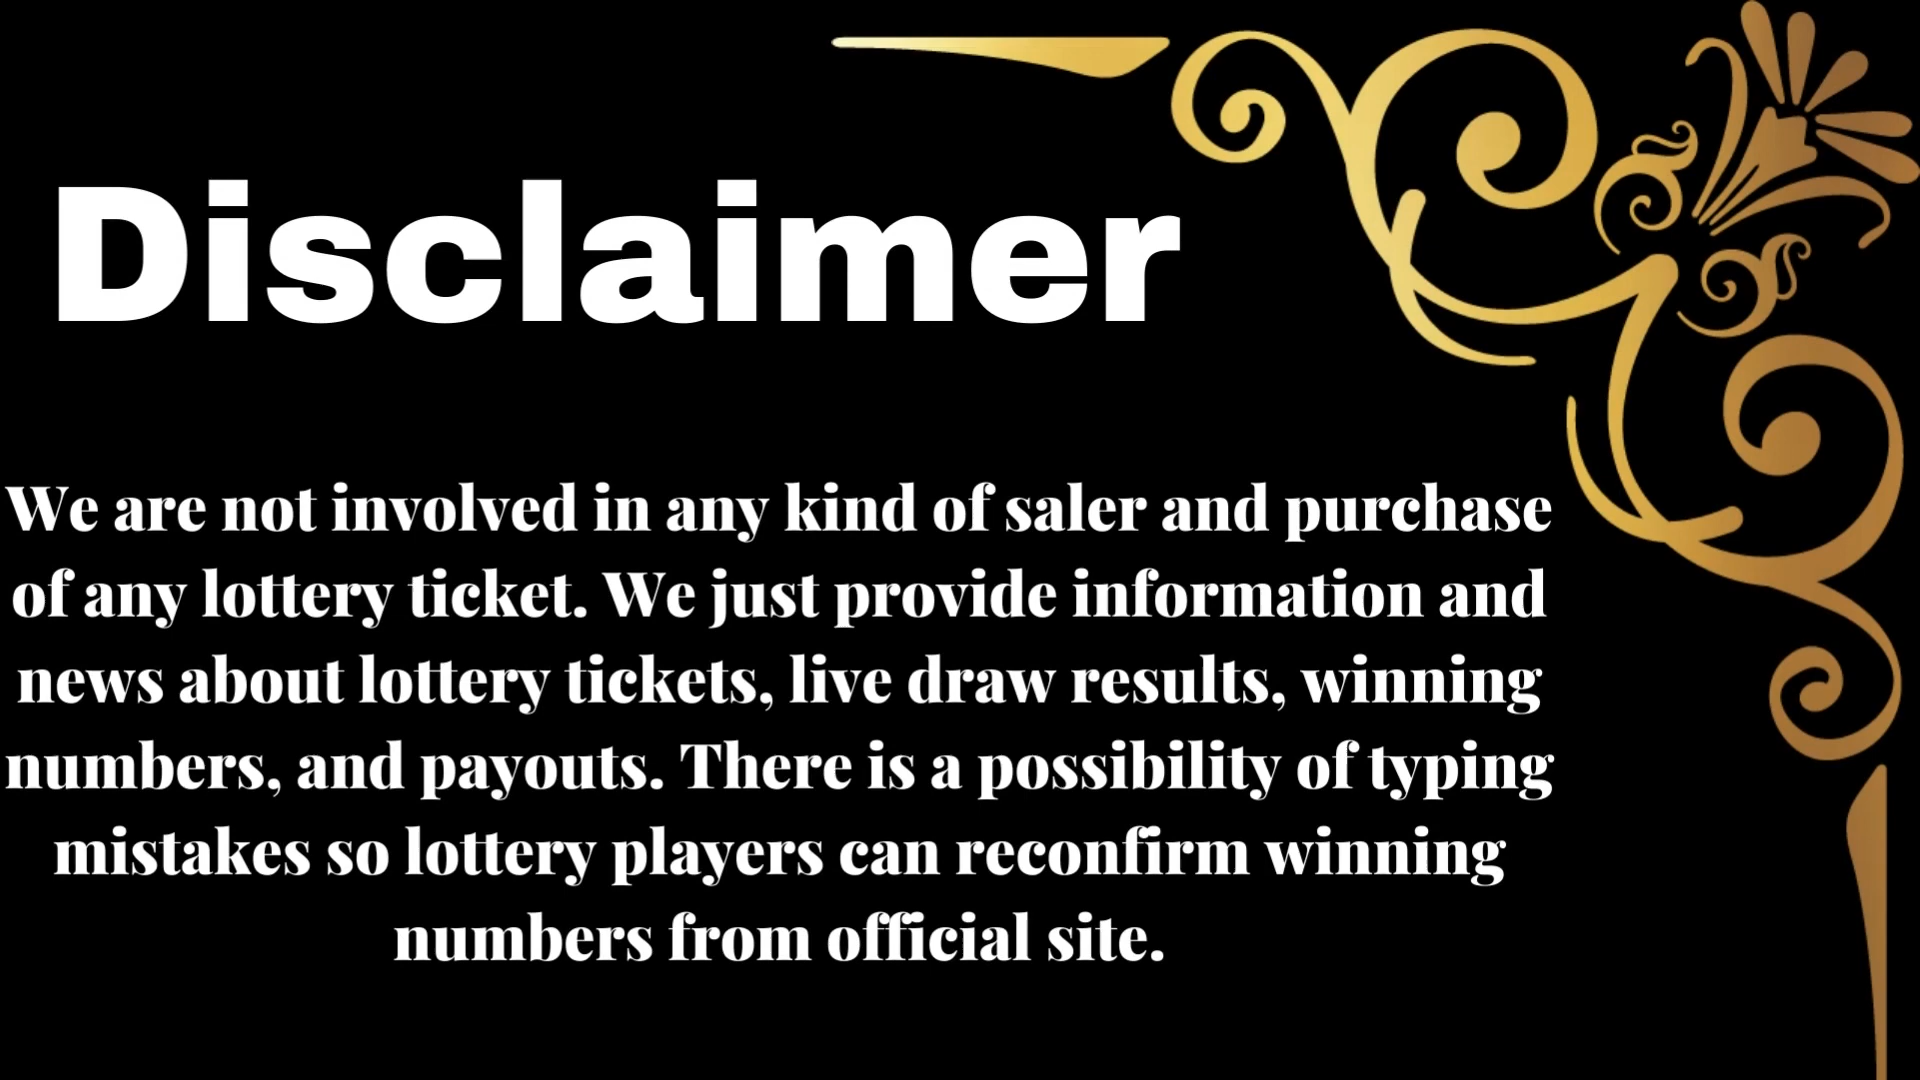 Disclaimer
We are not involved in any kind of saler and purchase
of any lottery ticket. We just provide information and
news about lottery tickets, live draw results, winning
numbers, and payouts. There is a possibility of typing
mistakes so lottery players can reconfirm winning
numbers from official site.